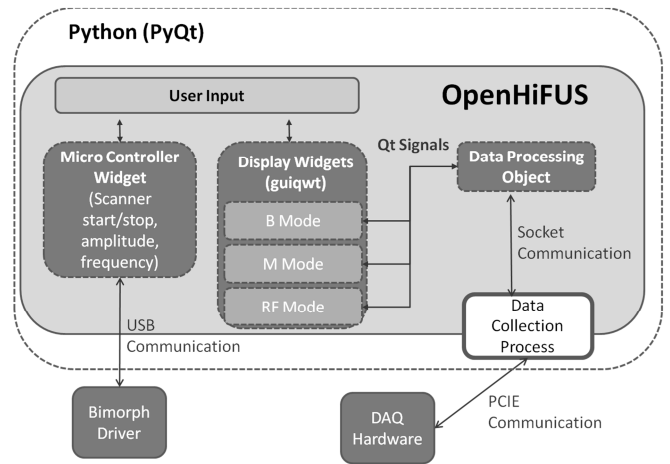 Python (PyQt)
User Input
OpenHiFUS
Micro Controller
Widget
(Scanner
start/stop,
amplitude,
frequency)
Display Widgets
(guiqwt)
B Mode
M Mode
RF Mode
Qt Signals
Data Processing
Object
Socket
Communication
Data
Collection
Process
USB
Communication
Bimorph
Driver
DAQ
Hardware
PCIE
Communication